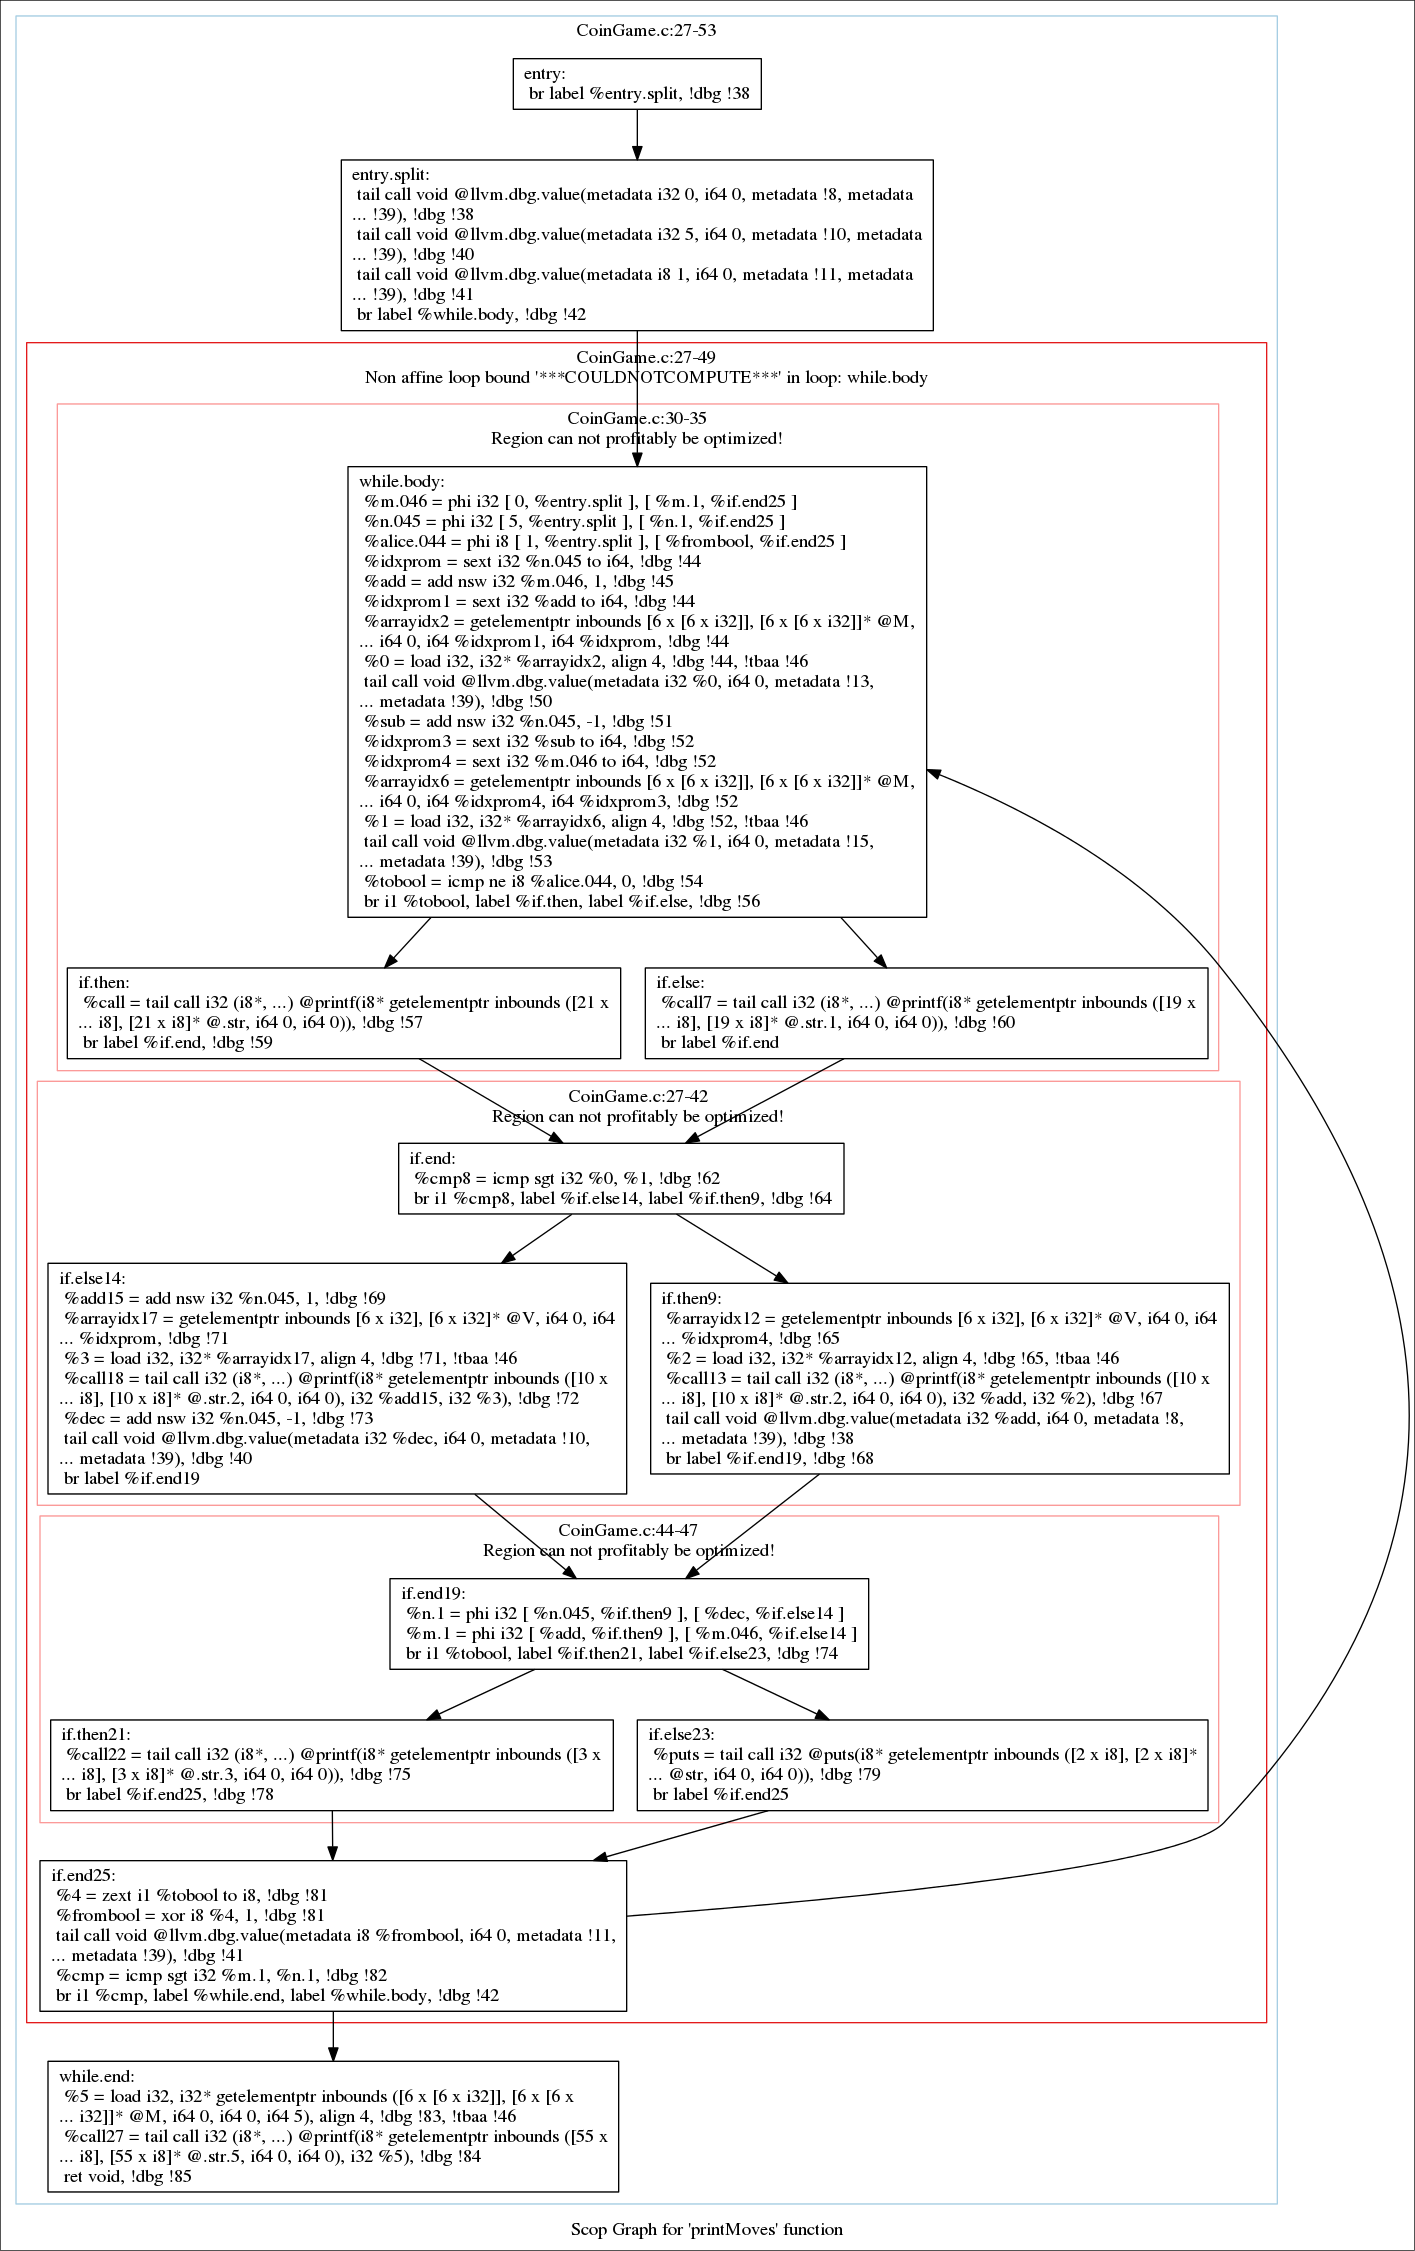 CoinGame.c:27-53
entry:
br label %entry.split, !dbg !38
entry.split:
tail call void @llvm.dbg.value(metadata i32 0, i64 0, metadata !8, metadata
... !39), !dbg !38
tail call void @llvm.dbg.value(metadata i32 5, i64 0, metadata !10, metadata
... !39), !dbg !40
tail call void @llvm.dbg.value(metadata i8 1, i64 0, metadata !11, metadata
... !39), !dbg !41
br label %while.body, !dbg !42
CoinGame.c:27-49
Non affine loop bound '***COULDNOTCOMPUTE***' in loop: while.body
CoinGame.c:30-35
Region can not profitably be optimized!
while.body:
%m.046 = phi i32 [ 0, %entry.split ], [ %m.1, %if.end25 ]
%n.045 = phi i32 [ 5, %entry.split ], [ %n.1, %if.end25 ]
%alice.044 = phi i8 [ 1, %entry.split ], [ %frombool, %if.end25 ]
%idxprom = sext i32 %n.045 to i64, !dbg !44
%add = add nsw i32 %m.046, 1, !dbg !45
%idxprom1 = sext i32 %add to i64, !dbg !44
%arrayidx2 = getelementptr inbounds [6 x [6 x i32]], [6 x [6 x i32]]* @M,
... i64 0, i64 %idxprom1, i64 %idxprom, !dbg !44
%0 = load i32, i32* %arrayidx2, align 4, !dbg !44, !tbaa !46
tail call void @llvm.dbg.value(metadata i32 %0, i64 0, metadata !13,
... metadata !39), !dbg !50
%sub = add nsw i32 %n.045, -1, !dbg !51
%idxprom3 = sext i32 %sub to i64, !dbg !52
%idxprom4 = sext i32 %m.046 to i64, !dbg !52
%arrayidx6 = getelementptr inbounds [6 x [6 x i32]], [6 x [6 x i32]]* @M,
... i64 0, i64 %idxprom4, i64 %idxprom3, !dbg !52
%1 = load i32, i32* %arrayidx6, align 4, !dbg !52, !tbaa !46
tail call void @llvm.dbg.value(metadata i32 %1, i64 0, metadata !15,
... metadata !39), !dbg !53
%tobool = icmp ne i8 %alice.044, 0, !dbg !54
br i1 %tobool, label %if.then, label %if.else, !dbg !56
if.then:
%call = tail call i32 (i8*, ...) @printf(i8* getelementptr inbounds ([21 x
... i8], [21 x i8]* @.str, i64 0, i64 0)), !dbg !57
br label %if.end, !dbg !59
if.else:
%call7 = tail call i32 (i8*, ...) @printf(i8* getelementptr inbounds ([19 x
... i8], [19 x i8]* @.str.1, i64 0, i64 0)), !dbg !60
br label %if.end
CoinGame.c:27-42
Region can not profitably be optimized!
if.end:
%cmp8 = icmp sgt i32 %0, %1, !dbg !62
br i1 %cmp8, label %if.else14, label %if.then9, !dbg !64
if.else14:
%add15 = add nsw i32 %n.045, 1, !dbg !69
%arrayidx17 = getelementptr inbounds [6 x i32], [6 x i32]* @V, i64 0, i64
... %idxprom, !dbg !71
%3 = load i32, i32* %arrayidx17, align 4, !dbg !71, !tbaa !46
%call18 = tail call i32 (i8*, ...) @printf(i8* getelementptr inbounds ([10 x
... i8], [10 x i8]* @.str.2, i64 0, i64 0), i32 %add15, i32 %3), !dbg !72
%dec = add nsw i32 %n.045, -1, !dbg !73
tail call void @llvm.dbg.value(metadata i32 %dec, i64 0, metadata !10,
... metadata !39), !dbg !40
br label %if.end19
if.then9:
%arrayidx12 = getelementptr inbounds [6 x i32], [6 x i32]* @V, i64 0, i64
... %idxprom4, !dbg !65
%2 = load i32, i32* %arrayidx12, align 4, !dbg !65, !tbaa !46
%call13 = tail call i32 (i8*, ...) @printf(i8* getelementptr inbounds ([10 x
... i8], [10 x i8]* @.str.2, i64 0, i64 0), i32 %add, i32 %2), !dbg !67
tail call void @llvm.dbg.value(metadata i32 %add, i64 0, metadata !8,
... metadata !39), !dbg !38
br label %if.end19, !dbg !68
CoinGame.c:44-47
Region can not profitably be optimized!
if.end19:
%n.1 = phi i32 [ %n.045, %if.then9 ], [ %dec, %if.else14 ]
%m.1 = phi i32 [ %add, %if.then9 ], [ %m.046, %if.else14 ]
br i1 %tobool, label %if.then21, label %if.else23, !dbg !74
if.then21:
%call22 = tail call i32 (i8*, ...) @printf(i8* getelementptr inbounds ([3 x
... i8], [3 x i8]* @.str.3, i64 0, i64 0)), !dbg !75
br label %if.end25, !dbg !78
if.else23:
%puts = tail call i32 @puts(i8* getelementptr inbounds ([2 x i8], [2 x i8]*
... @str, i64 0, i64 0)), !dbg !79
br label %if.end25
if.end25:
%4 = zext i1 %tobool to i8, !dbg !81
%frombool = xor i8 %4, 1, !dbg !81
tail call void @llvm.dbg.value(metadata i8 %frombool, i64 0, metadata !11,
... metadata !39), !dbg !41
%cmp = icmp sgt i32 %m.1, %n.1, !dbg !82
br i1 %cmp, label %while.end, label %while.body, !dbg !42
while.end:
%5 = load i32, i32* getelementptr inbounds ([6 x [6 x i32]], [6 x [6 x
... i32]]* @M, i64 0, i64 0, i64 5), align 4, !dbg !83, !tbaa !46
%call27 = tail call i32 (i8*, ...) @printf(i8* getelementptr inbounds ([55 x
... i8], [55 x i8]* @.str.5, i64 0, i64 0), i32 %5), !dbg !84
ret void, !dbg !85
Scop Graph for 'printMoves' function